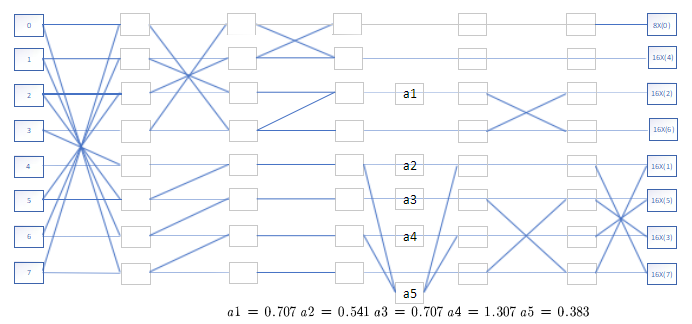 0 8X(0)
1 16X(4)
2 a1 16X(2)
3 16X(6)
4 a2 16X(1)
5 a3 16X(5)
6 a4 16X(3)
7 16X(7)
a5
a1 = 0.707 a2 = 0.541 a3 = 0.707 a4 = 1.307 a5 = 0.383